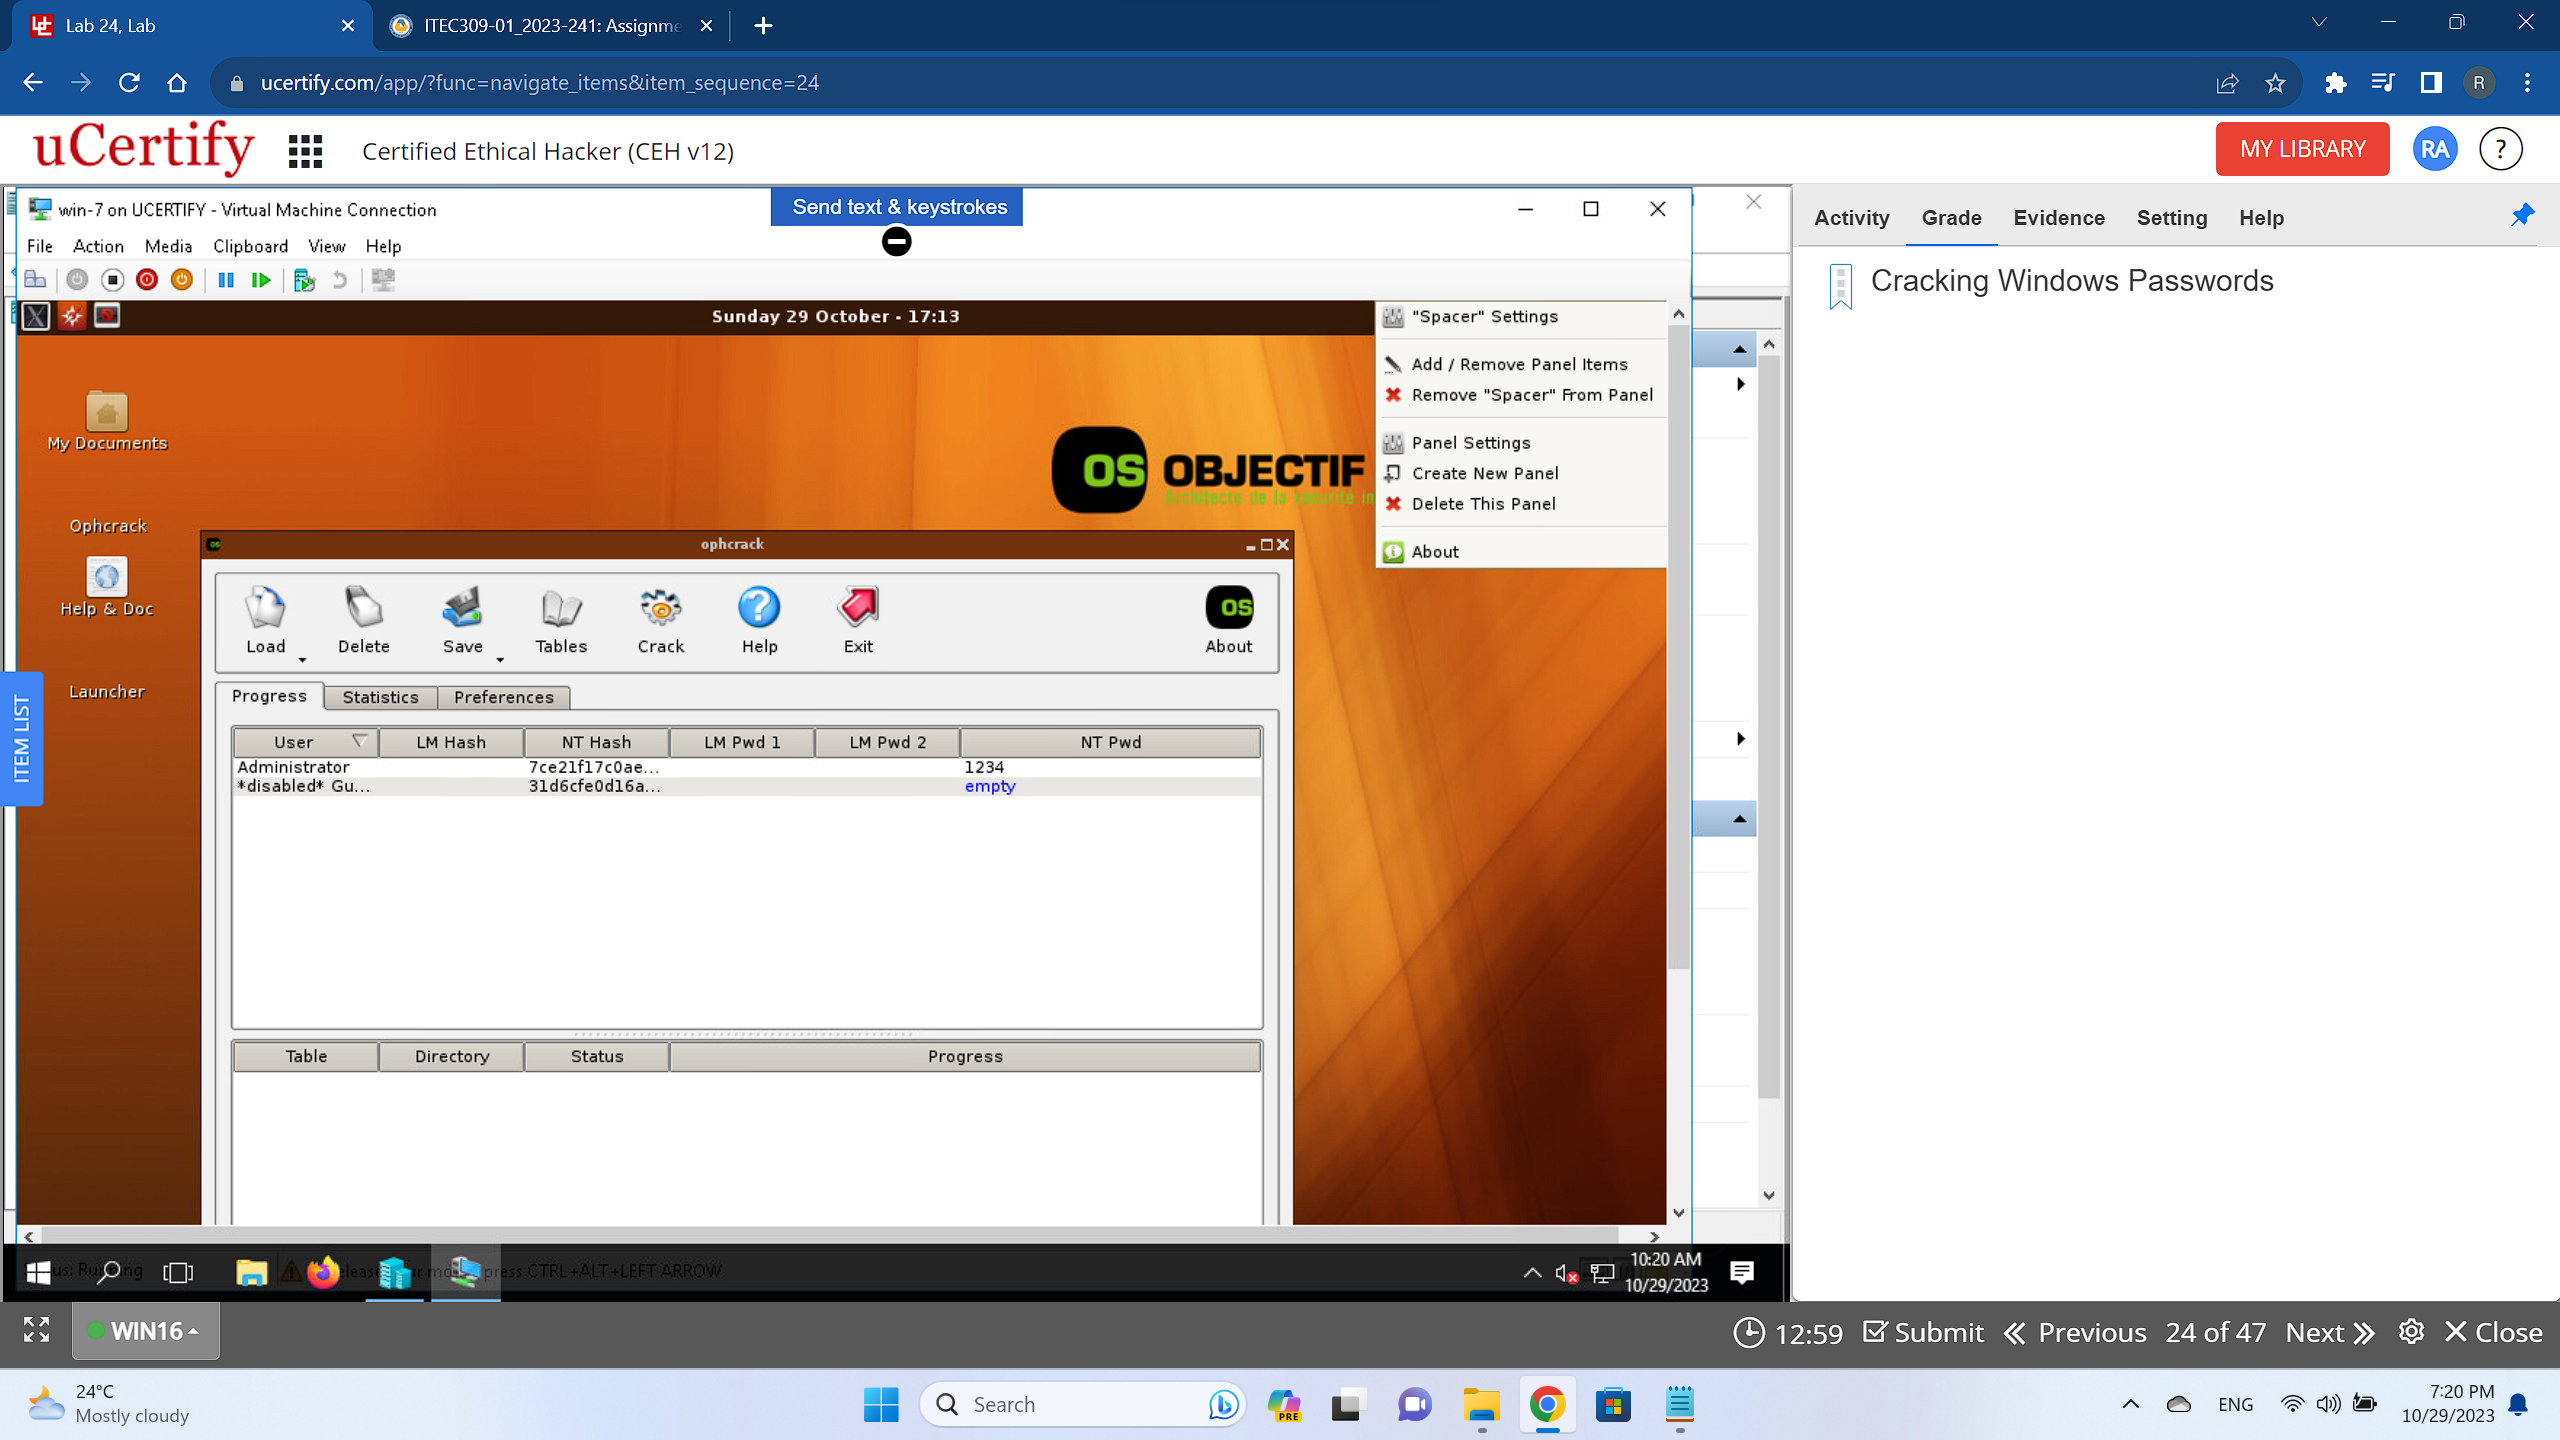 Lab 24, Lab
ITEC309-01_2023-241: Assignme
ucertify.com/app/?func=navigate_items&item_sequence=24
R
uCertify
Certified Ethical Hacker (CEH v12)
MY LIBRARY
RA
?
win-7 on UCERTIFY - Virtual Machine Connection
Send text & keystrokes
File Action Media Clipboard View Help
Activity Grade Evidence Setting Help
Cracking Windows Passwords
Sunday 29 October - 17:13
"Spacer" Settings
Add / Remove Panel Items
Remove "Spacer" From Panel
Panel Settings
Create New Panel
Delete This Panel
About
My Documents
Ophcrack
Help & Doc
Launcher
ITEM LIST
OS OBJECTIF
Architecte de la sécurité in
ophcrack
Load Delete Save Tables Crack Help Exit
OS
About
Progress Statistics Preferences
User LM Hash NT Hash LM Pwd 1 LM Pwd 2 NT Pwd
Administrator 7ce21f17c0ae... 1234
*disabled* Gu... 31d6cfe0d16a... empty
Table Directory Status Progress
press CTRL+ALT+LEFT ARROW
10:20 AM
10/29/2023
WIN16
12:59 Submit Previous 24 of 47 Next Close
24°C
Mostly cloudy
Search
PRE
ENG
7:20 PM
10/29/2023